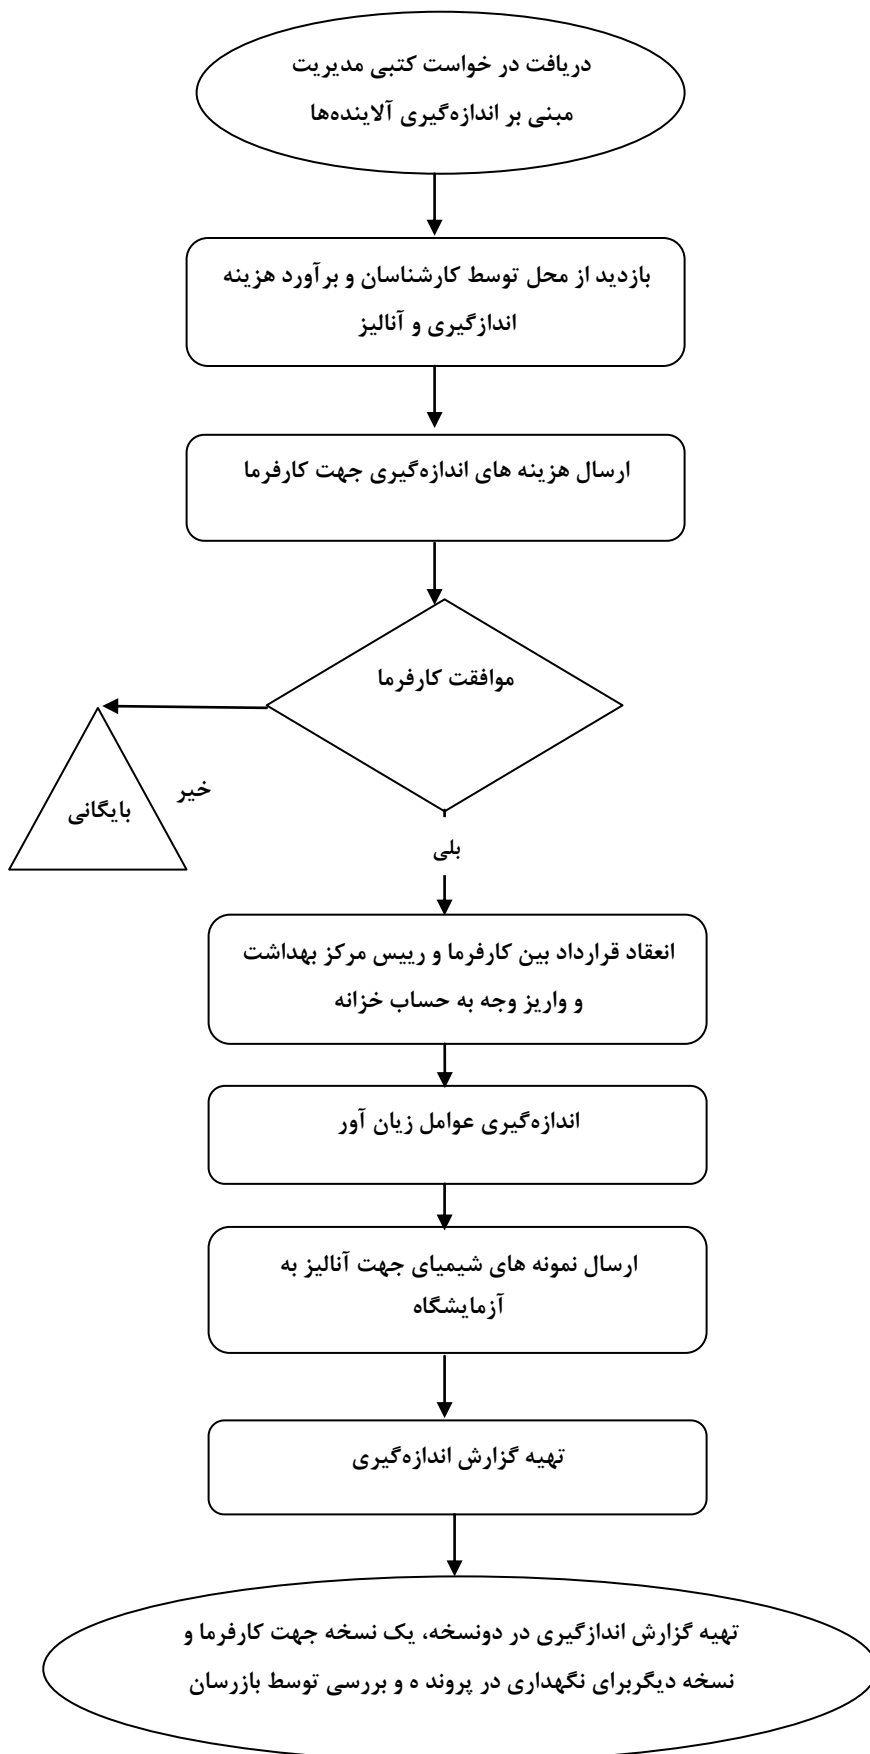 دریافت در خواست کتبی مدیریت
مبنی بر اندازه‌گیری آلاینده‌ها
بازدید از محل توسط کارشناسان و برآورد هزینه
اندازگیری و آنالیز
ارسال هزینه های اندازه‌گیری جهت کارفرما
موافقت کارفرما
خیر
بایگانی
بلی
انعقاد قرارداد بین کارفرما و رییس مرکز بهداشت
و واریز وجه به حساب خزانه
اندازه‌گیری عوامل زیان آور
ارسال نمونه های شیمیای جهت آنالیز به
آزمایشگاه
تهیه گزارش اندازه‌گیری
تهیه گزارش اندازگیری در دونسخه، یک نسخه جهت کارفرما و
نسخه دیگربرای نگهداری در پروند ه و بررسی توسط بازرسان